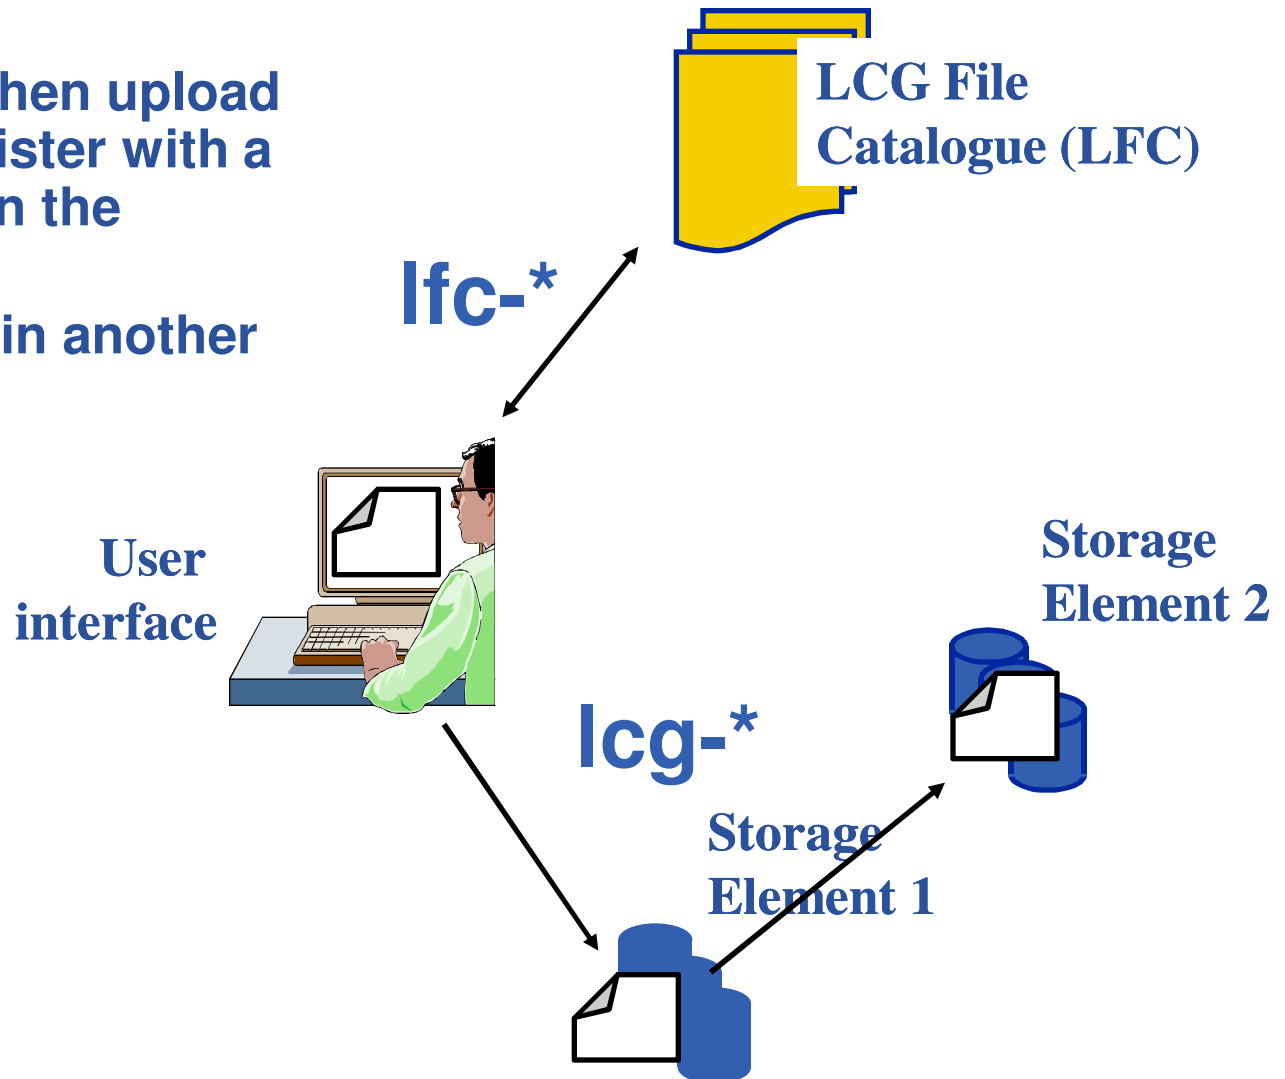 hen upload
ister with a
n the
in another
LCG File
Catalogue (LFC)
lfc-*
User
interface
Storage
Element 2
lcg-*
Storage
Element 1